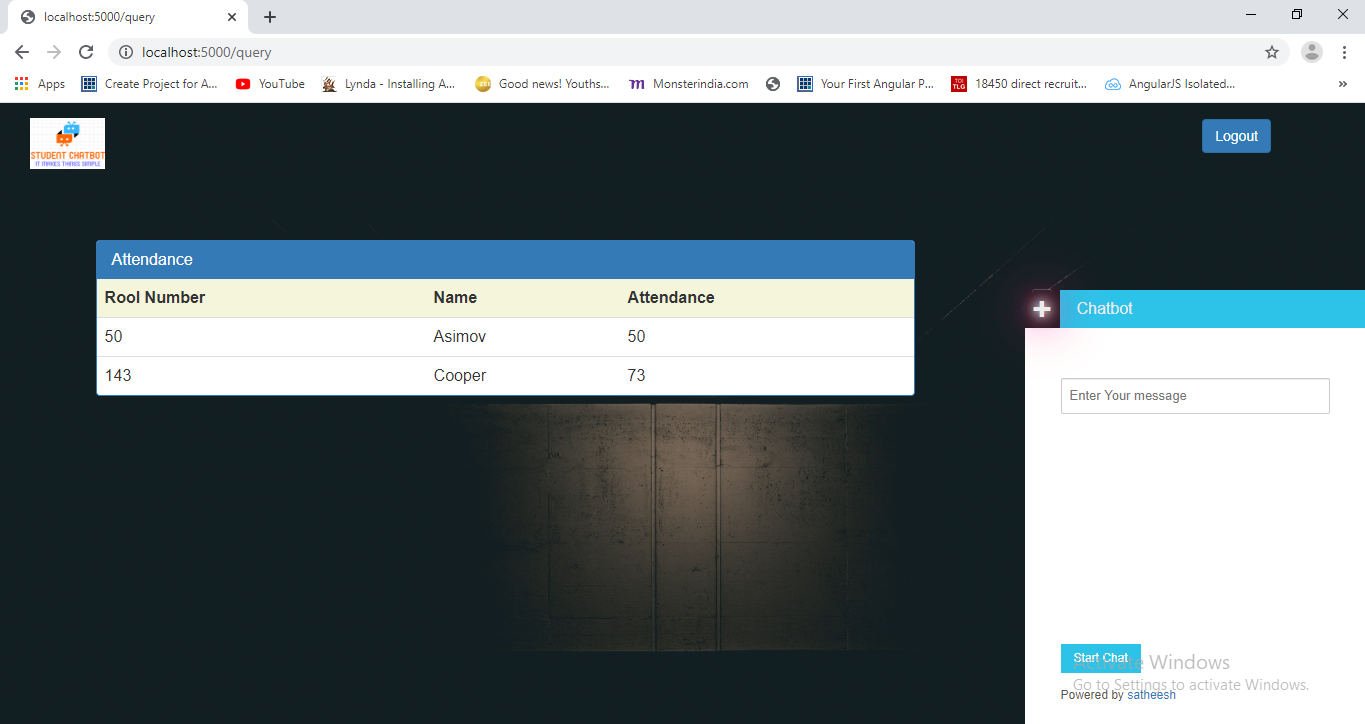 localhost:5000/query
localhost:5000/query
Apps Create Project for A... YouTube Lynda - Installing A... Good news! Youths... Monsterindia.com Your First Angular P... TOI TLG 18450 direct recruit... AngularJS Isolated... »
STUDENT CHATBOT
IT MAKES THINGS SIMPLE
Logout
Attendance
Rool Number Name Attendance
50 Asimov 50
143 Cooper 73
Chatbot
Enter Your message
Start Chat
Activate Windows
Go to Settings to activate Windows.
Powered by satheesh